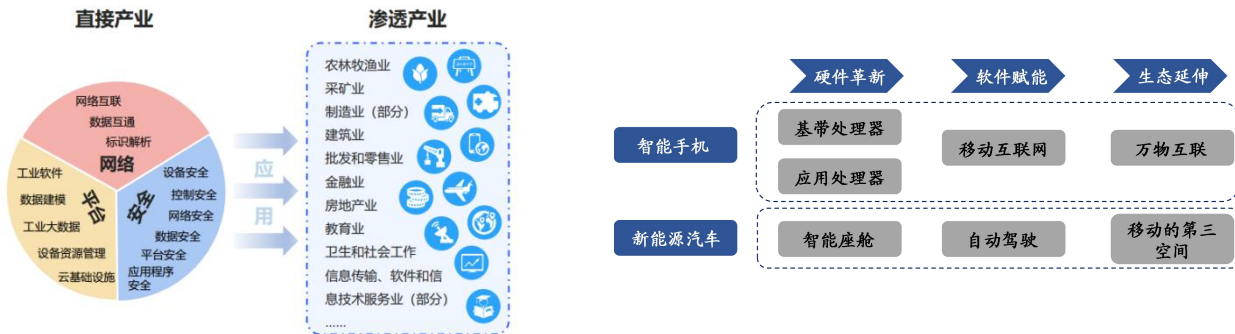 直接产业
网络互联
数据互通
标识解析
网络
工业软件
数据建模
工业大数据
设备资源管理
云基础设施
平台
安全
设备安全
控制安全
网络安全
数据安全
平台安全
应用程序
安全
应
用
渗透产业
农林牧渔业
采矿业
制造业（部分）
建筑业
批发和零售业
金融业
房地产业
教育业
卫生和社会工作
信息传输、软件和信
息技术服务业（部分）
......
硬件革新
软件赋能
生态延伸
智能手机
基带处理器
应用处理器
移动互联网
万物互联
新能源汽车
智能座舱
自动驾驶
移动的第三
空间